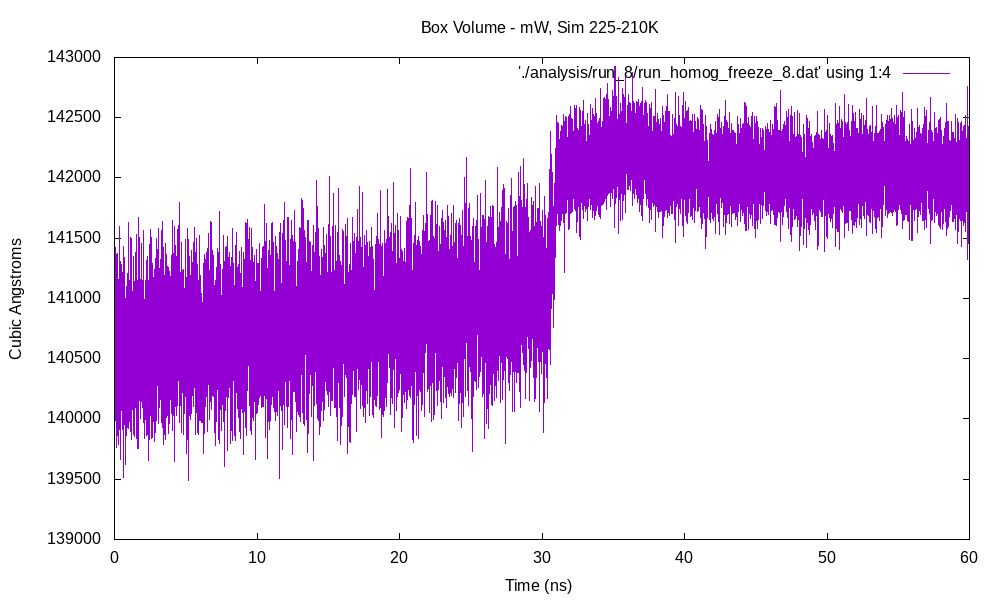 Box Volume - mW, Sim 225-210K
'./analysis/run_8/run_homog_freeze_8.dat' using 1:4
143000
142500
142000
141500
141000
140500
140000
139500
139000
Cubic Angstroms
0 10 20 30 40 50 60
Time (ns)